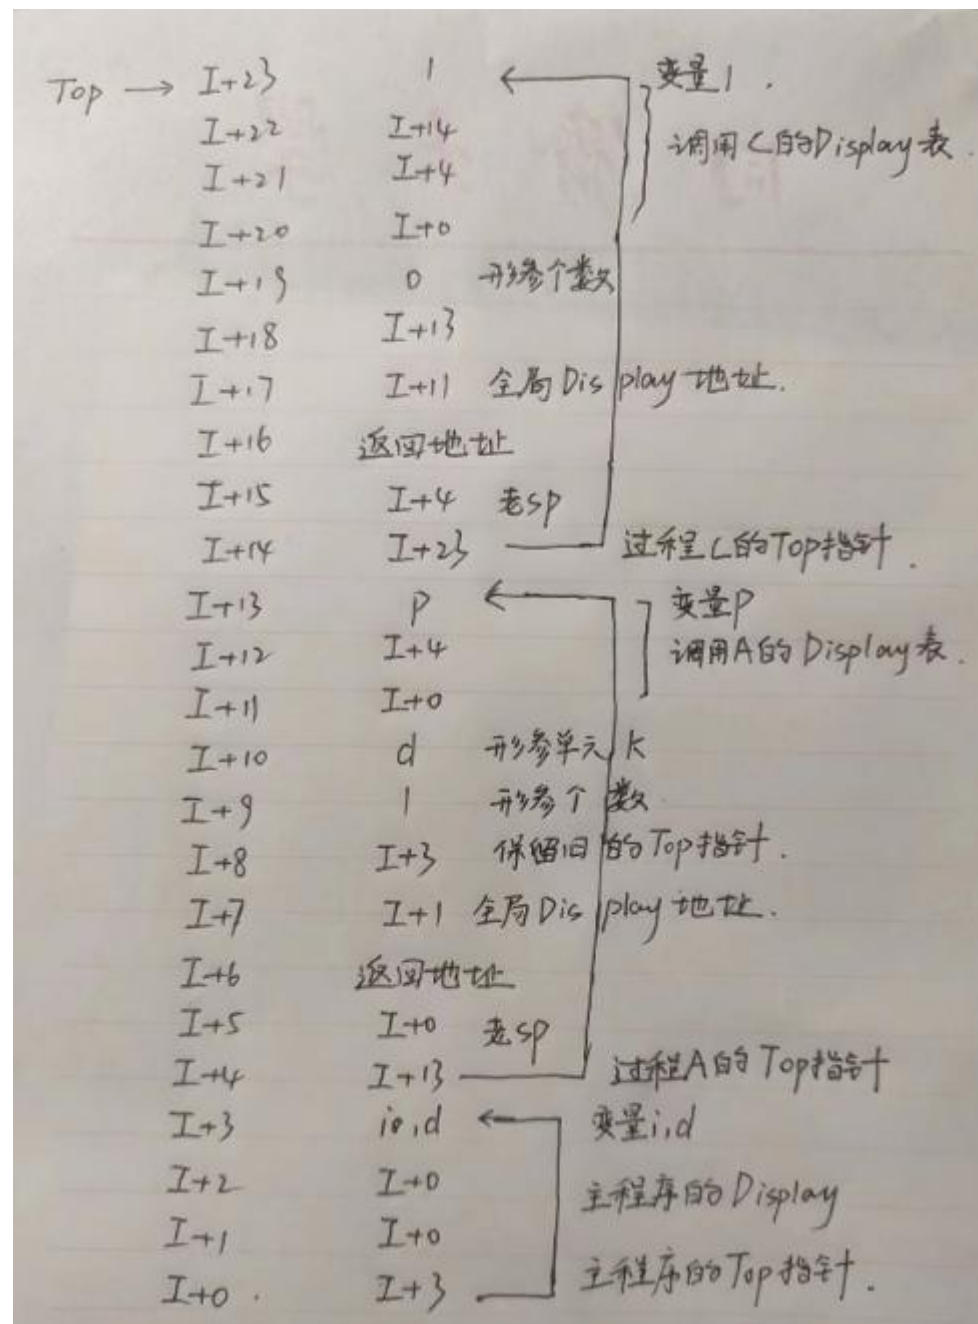 Top → I+23 1 变量1.
I+22 I+14 调用C的Display表.
I+21 I+4
I+20 I+0
I+19 0 形参个数
I+18 I+13
I+17 I+11 全局Display地址.
I+16 返回地址
I+15 I+4 老sp
I+14 I+23 过程C的Top指针.
I+13 p 变量p
I+12 I+4 调用A的Display表.
I+11 I+0
I+10 d 形参单元 k
I+9 1 形参个数
I+8 I+3 保留旧的Top指针.
I+7 I+1 全局Display地址.
I+6 返回地址
I+5 I+0 老sp
I+4 I+13 过程A的Top指针
I+3 i,d 变量i,d
I+2 I+0 主程序的Display
I+1 I+0
I+0. I+3 主程序的Top指针.